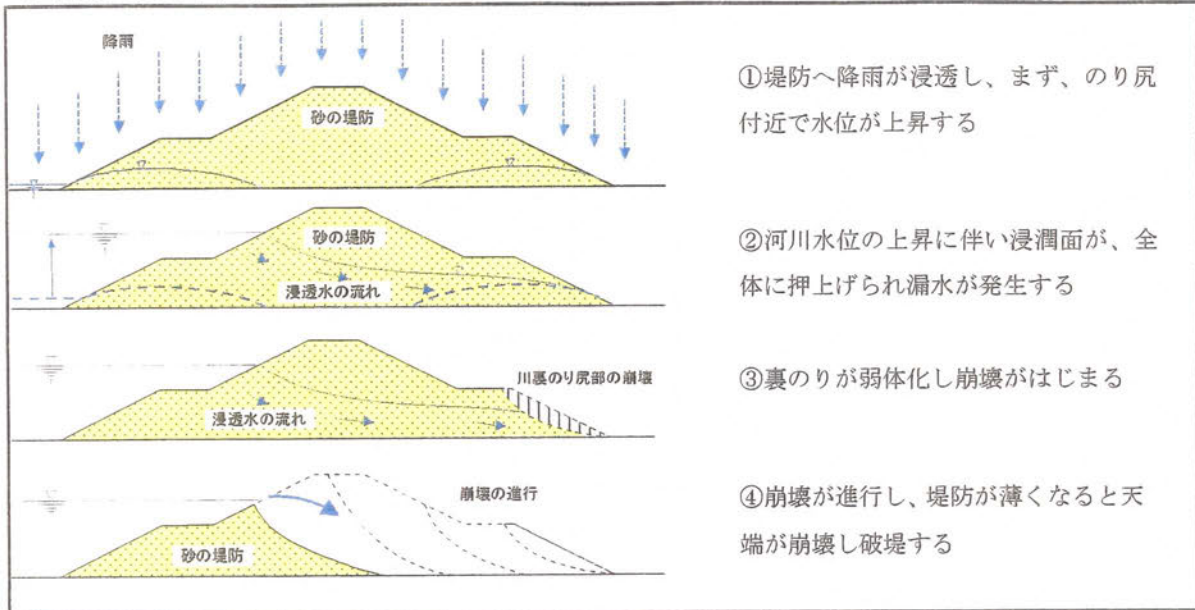 降雨
砂の堤防
①堤防へ降雨が浸透し、まず、のり尻
付近で水位が上昇する
砂の堤防
浸透水の流れ
②河川水位の上昇に伴い浸潤面が、全
体に押上げられ漏水が発生する
川裏のり尻部の崩壊
浸透水の流れ
③裏のりが弱体化し崩壊がはじまる
崩壊の進行
砂の堤防
④崩壊が進行し、堤防が薄くなると天
端が崩壊し破堤する